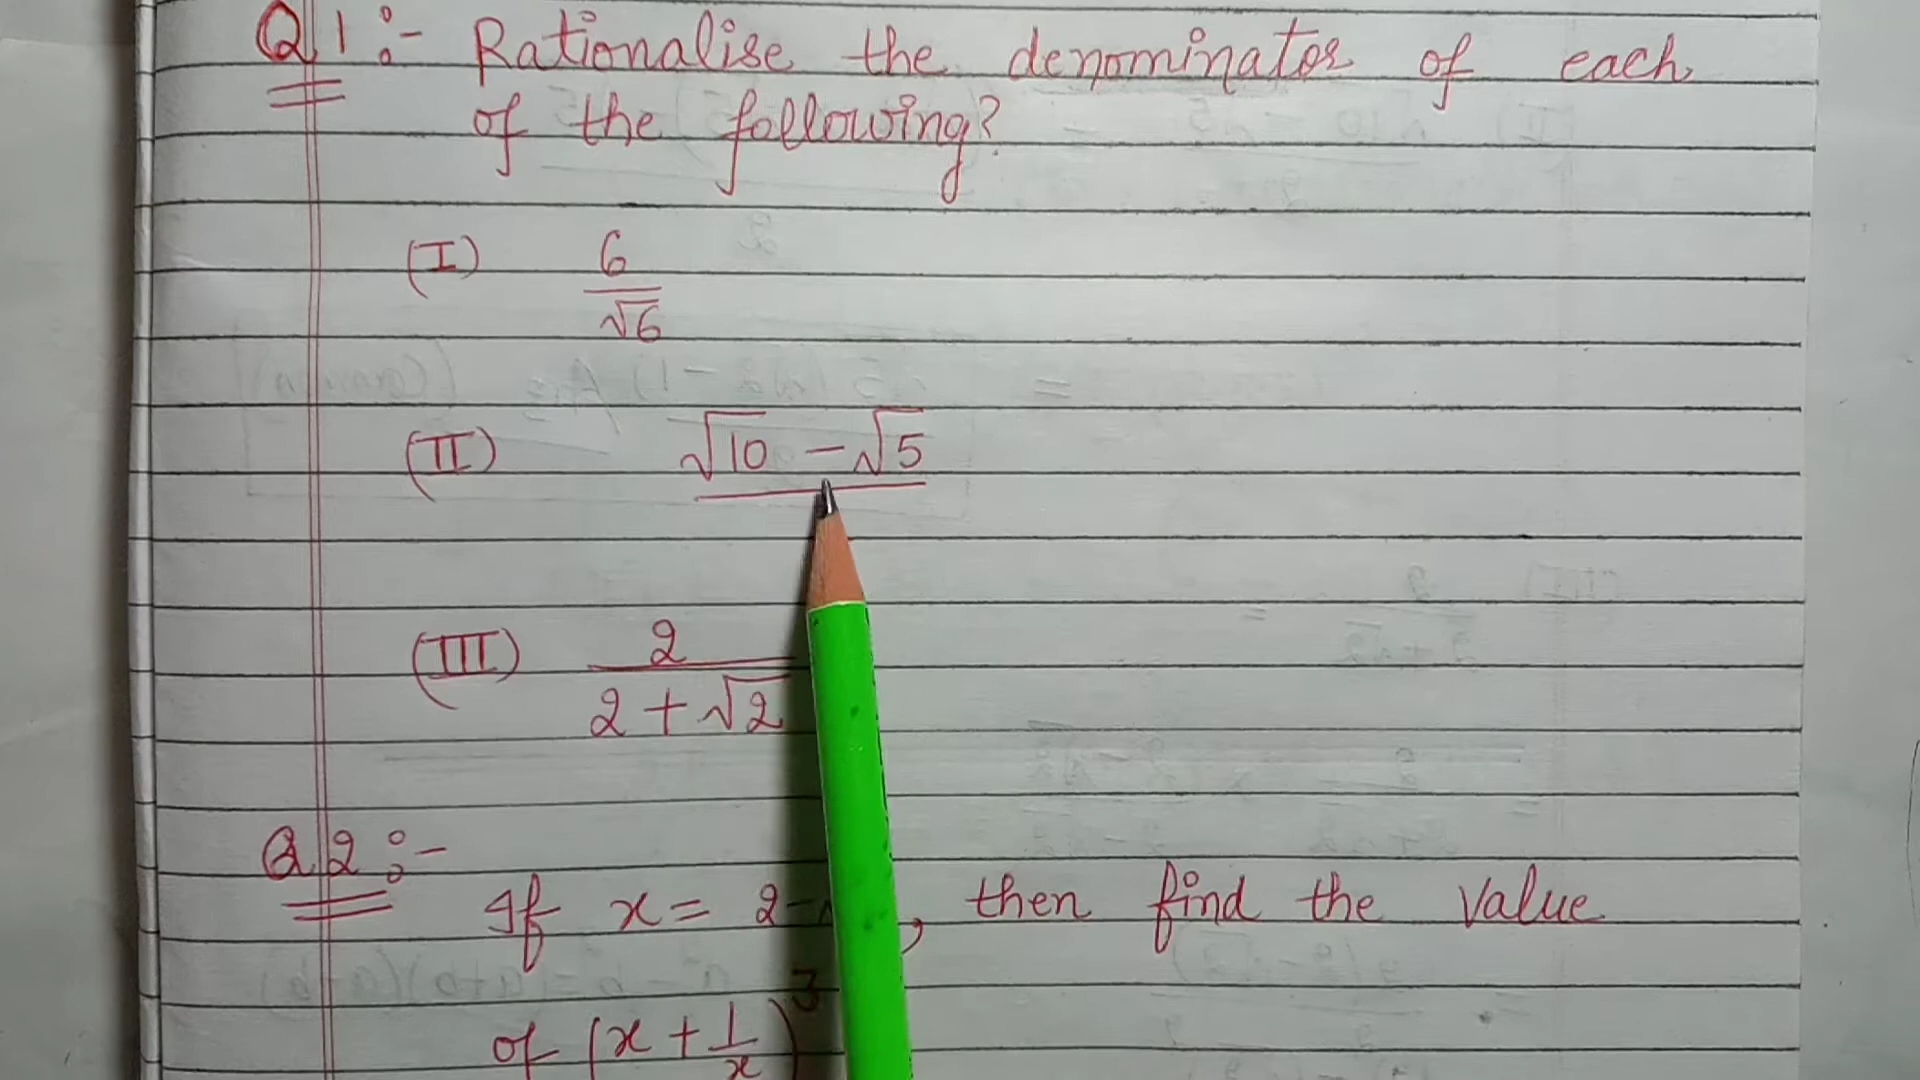 Q1:- Rationalise the denominator of each
of the following?
(I) 6/√6
(II) √10 - √5
(III) 2/(2 + √2)
Q2:-
If x = 2-√ , then find the value
of (x + 1/x)³